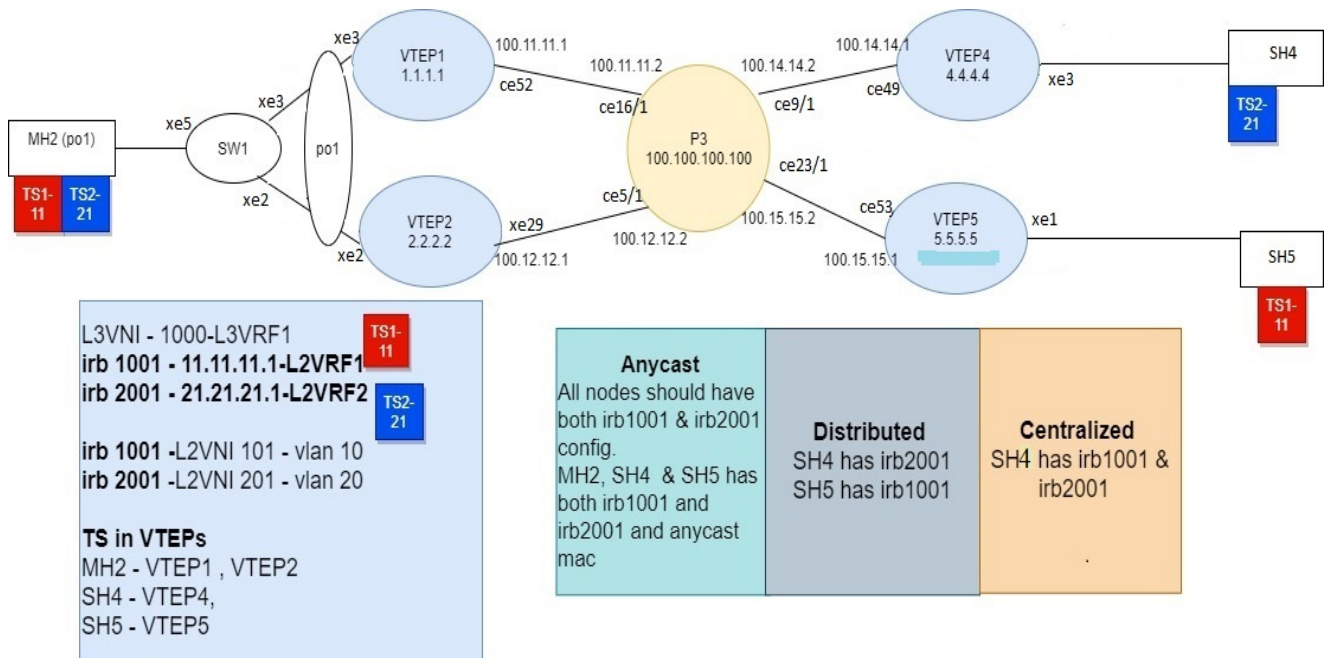 xe3
100.11.11.1
VTEP1
1.1.1.1
ce52
100.11.11.2
ce16/1
100.14.14.1
100.14.14.2
ce9/1
ce49
VTEP4
4.4.4.4
xe3
SH4
TS2-
21
xe3
xe5
MH2 (po1)
SW1
po1
P3
100.100.100.100
TS1-
11
TS2-
21
xe2
xe2
VTEP2
2.2.2.2
xe29
100.12.12.1
ce5/1
100.12.12.2
ce23/1
100.15.15.2
ce53
100.15.15.1
VTEP5
5.5.5.5
xe1
SH5
TS1-
11
L3VNI - 1000-L3VRF1
irb 1001 - 11.11.11.1-L2VRF1
irb 2001 - 21.21.21.1-L2VRF2
TS1-
11
TS2-
21
irb 1001 -L2VNI 101 - vlan 10
irb 2001 -L2VNI 201 - vlan 20
TS in VTEPs
MH2 - VTEP1 , VTEP2
SH4 - VTEP4,
SH5 - VTEP5
Anycast
All nodes should have
both irb1001 & irb2001
config.
MH2, SH4 & SH5 has
both irb1001 and
irb2001 and anycast
mac
Distributed
SH4 has irb2001
SH5 has irb1001
Centralized
SH4 has irb1001 &
irb2001
.